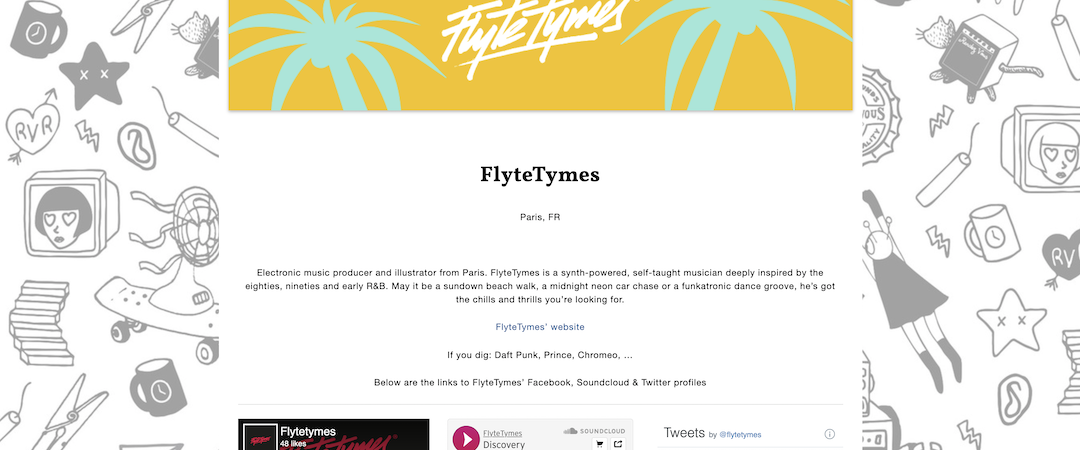 FlyteTymes
RVR
NOUS
QUALITY
RV
FlyteTymes
Paris, FR
Electronic music producer and illustrator from Paris. FlyteTymes is a synth-powered, self-taught musician deeply inspired by the
eighties, nineties and early R&B. May it be a sundown beach walk, a midnight neon car chase or a funkatronic dance groove, he's got
the chills and thrills you're looking for.
FlyteTymes' website
If you dig: Daft Punk, Prince, Chromeo, ...
Below are the links to FlyteTymes' Facebook, Soundcloud & Twitter profiles
Flytetymes
48 likes
FlyteTymes
Discovery
SOUNDCLOUD
Tweets by @flytetymes